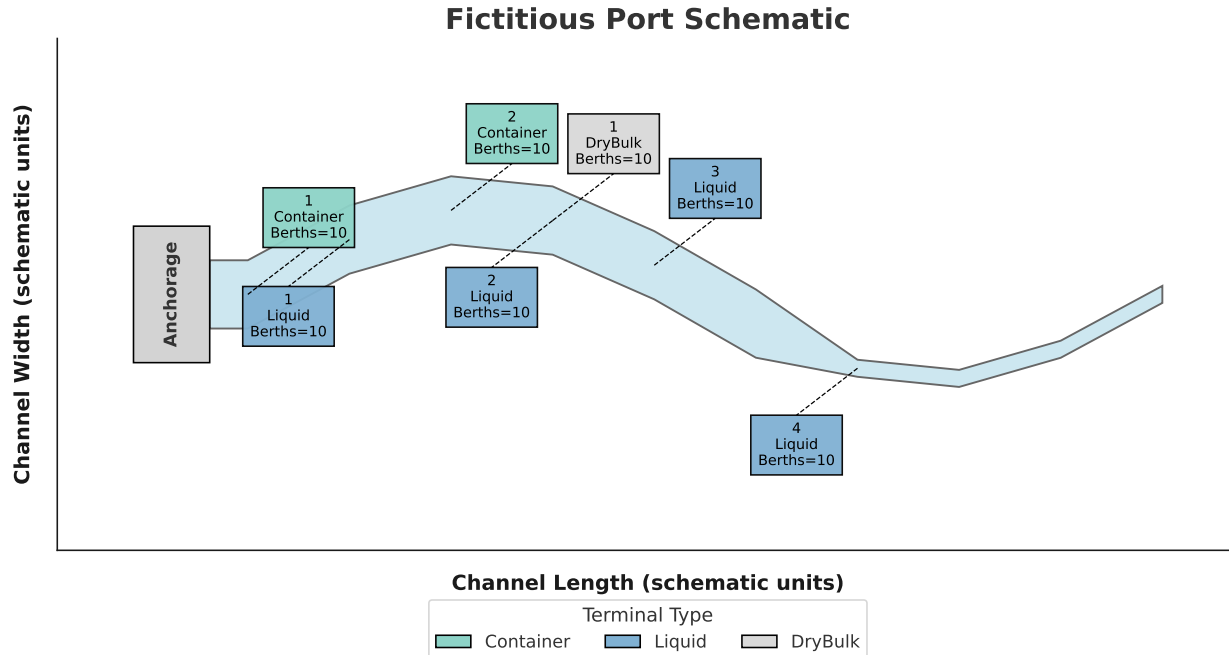 Fictitious Port Schematic
Channel Width (schematic units)
2
Container
Berths=10
1
DryBulk
Berths=10
3
Liquid
Berths=10
1
Container
Berths=10
Anchorage
1
Liquid
Berths=10
2
Liquid
Berths=10
4
Liquid
Berths=10
Channel Length (schematic units)
Terminal Type
Container Liquid DryBulk